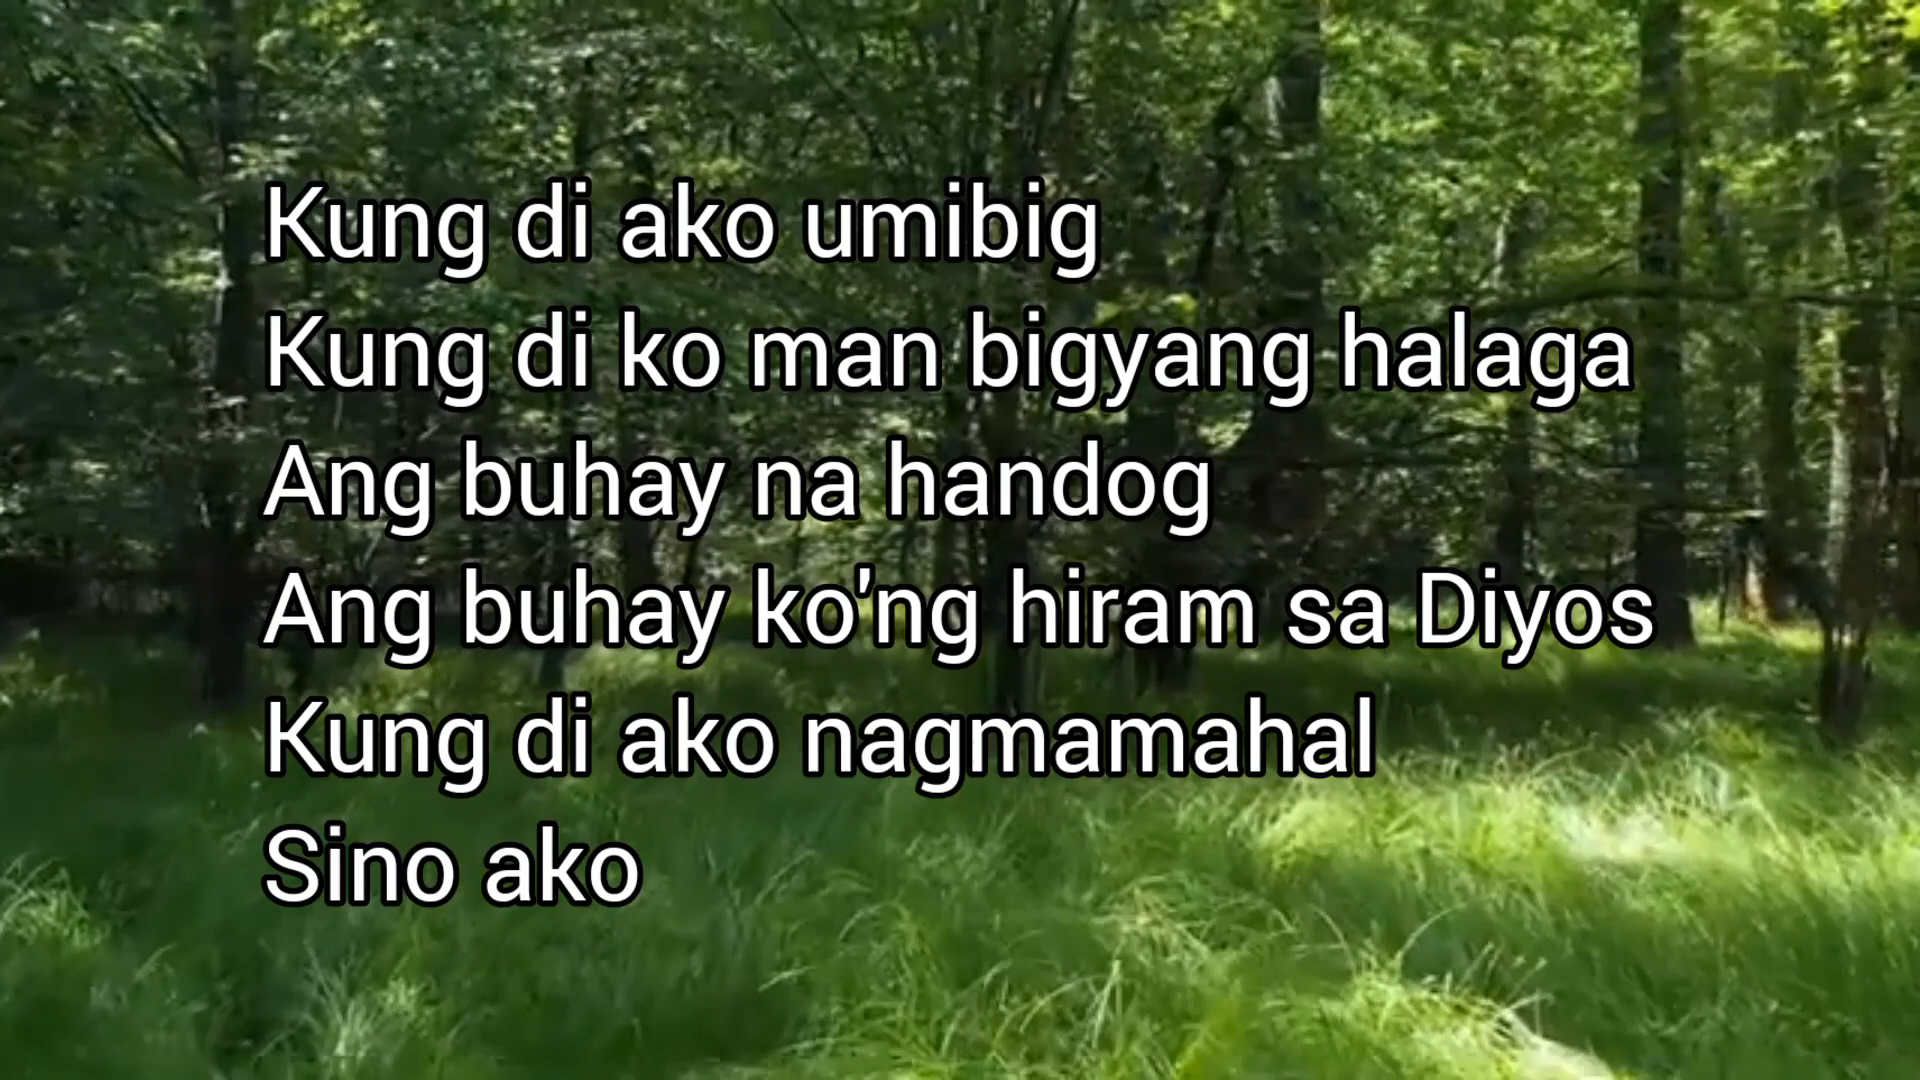 Kung di ako umibig
Kung di ko man bigyang halaga
Ang buhay na handog
Ang buhay ko'ng hiram sa Diyos
Kung di ako nagmamahal
Sino ako